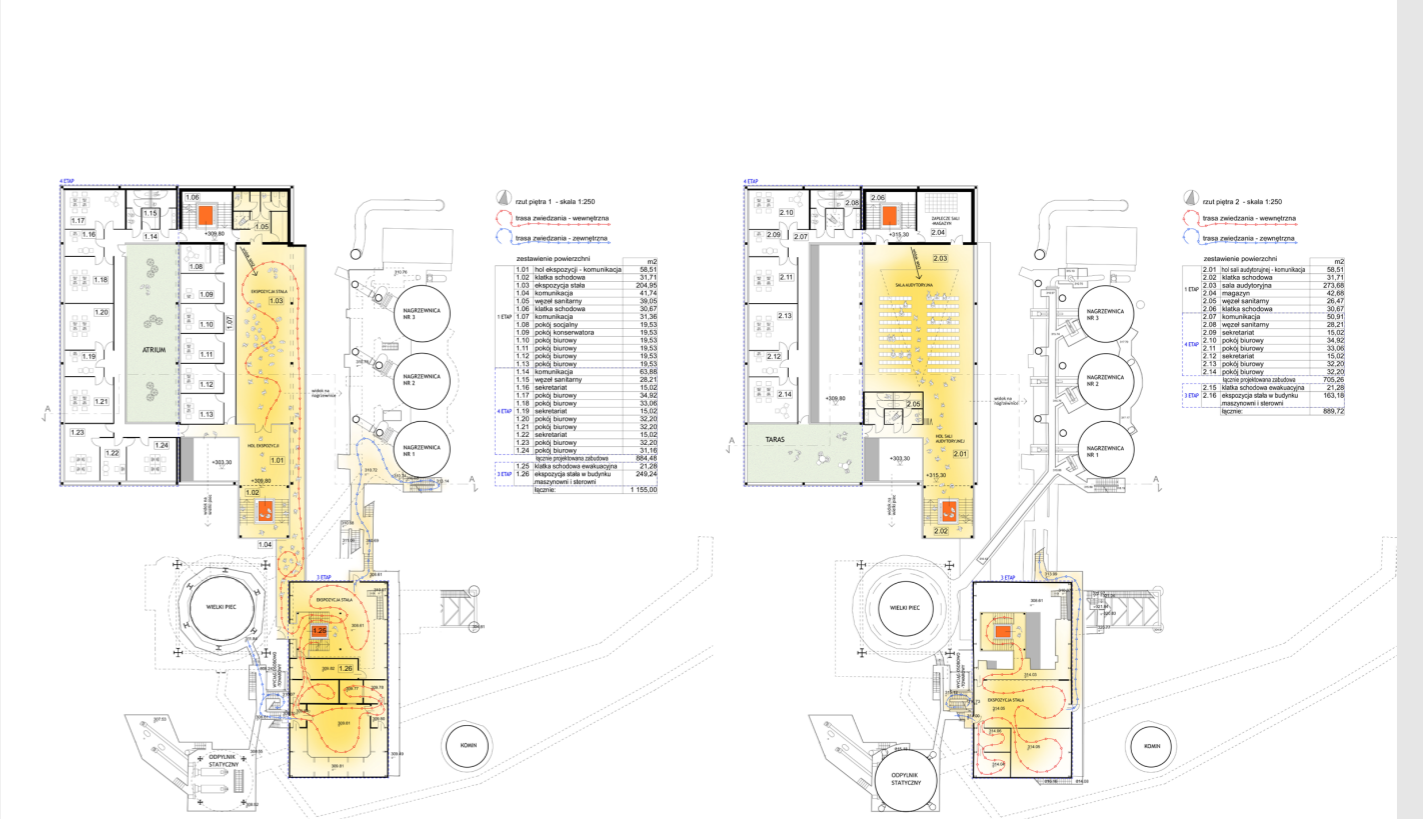 4 ETAP
1.17
1.16
1.15
1.14
1.06
1.05
+309,80
1.18
1.08
EKSPOZYCJA STAŁA
1.03
1.09
1.20
1.10
1.07
ATRIUM
1.19
1.11
1.12
1.21
1.13
1.23
1.22
1.24
HOL EKSPOZYCJI
1.01
+303,30
+309,80
1.02
widok na
wielki piec
widok na
nagrzewnice
1.04
NAGRZEWNICA
NR 3
NAGRZEWNICA
NR 2
NAGRZEWNICA
NR 1
A
A
3 ETAP
EKSPOZYCJA STAŁA
1.25
1.26
WIELKI PIEC
ODPYLNIK
STATYCZNY
KOMIN
rzut piętra 1 - skala 1:250
trasa zwiedzania - wewnętrzna
trasa zwiedzania - zewnętrzna
zestawienie powierzchni
m2
1.01 hol ekspozycji - komunikacja 58,51
1.02 klatka schodowa 31,71
1.03 ekspozycja stała 204,95
1.04 komunikacja 41,74
1.05 węzeł sanitarny 39,05
1.06 klatka schodowa 30,67
1 ETAP 1.07 komunikacja 31,36
1.08 pokój socjalny 19,53
1.09 pokój konserwatora 19,53
1.10 pokój biurowy 19,53
1.11 pokój biurowy 19,53
1.12 pokój biurowy 19,53
1.13 pokój biurowy 19,53
1.14 komunikacja 63,88
1.15 węzeł sanitarny 28,21
1.16 sekretariat 15,02
1.17 pokój biurowy 34,92
1.18 pokój biurowy 33,06
4 ETAP 1.19 sekretariat 15,02
1.20 pokój biurowy 32,20
1.21 pokój biurowy 32,20
1.22 sekretariat 15,02
1.23 pokój biurowy 32,20
1.24 pokój biurowy 31,16
łącznie projektowana zabudowa 884,48
1.25 klatka schodowa ewakuacyjna 21,28
3 ETAP 1.26 ekspozycja stała w budynku 249,24
maszynowni i sterowni
łącznie: 1 155,00
4 ETAP
2.10
2.08
2.06
2.09
2.07
+315,30
ZAPLECZE SALI
-MAGAZYN
2.04
2.03
2.11
SALA AUDYTORYJNA
2.13
2.12
2.14
+309,80
2.05
TARAS
HOL SALI
AUDYTORYJNEJ
2.01
+303,30
+315,30
2.02
widok na
wielki piec
widok na
nagrzewnice
NAGRZEWNICA
NR 3
NAGRZEWNICA
NR 2
NAGRZEWNICA
NR 1
A
A
3 ETAP
EKSPOZYCJA STAŁA
WIELKI PIEC
ODPYLNIK
STATYCZNY
KOMIN
rzut piętra 2 - skala 1:250
trasa zwiedzania - wewnętrzna
trasa zwiedzania - zewnętrzna
zestawienie powierzchni
m2
2.01 hol sali audytoryjnej - komunikacja 58,51
2.02 klatka schodowa 31,71
1 ETAP 2.03 sala audytoryjna 273,68
2.04 magazyn 42,68
2.05 węzeł sanitarny 26,47
2.06 klatka schodowa 30,67
2.07 komunikacja 50,91
2.08 węzeł sanitarny 28,21
2.09 sekretariat 15,02
4 ETAP 2.10 pokój biurowy 34,92
2.11 pokój biurowy 33,06
2.12 sekretariat 15,02
2.13 pokój biurowy 32,20
2.14 pokój biurowy 32,20
łącznie projektowana zabudowa 705,26
2.15 klatka schodowa ewakuacyjna 21,28
3 ETAP 2.16 ekspozycja stała w budynku 163,18
maszynowni i sterowni
łącznie: 889,72